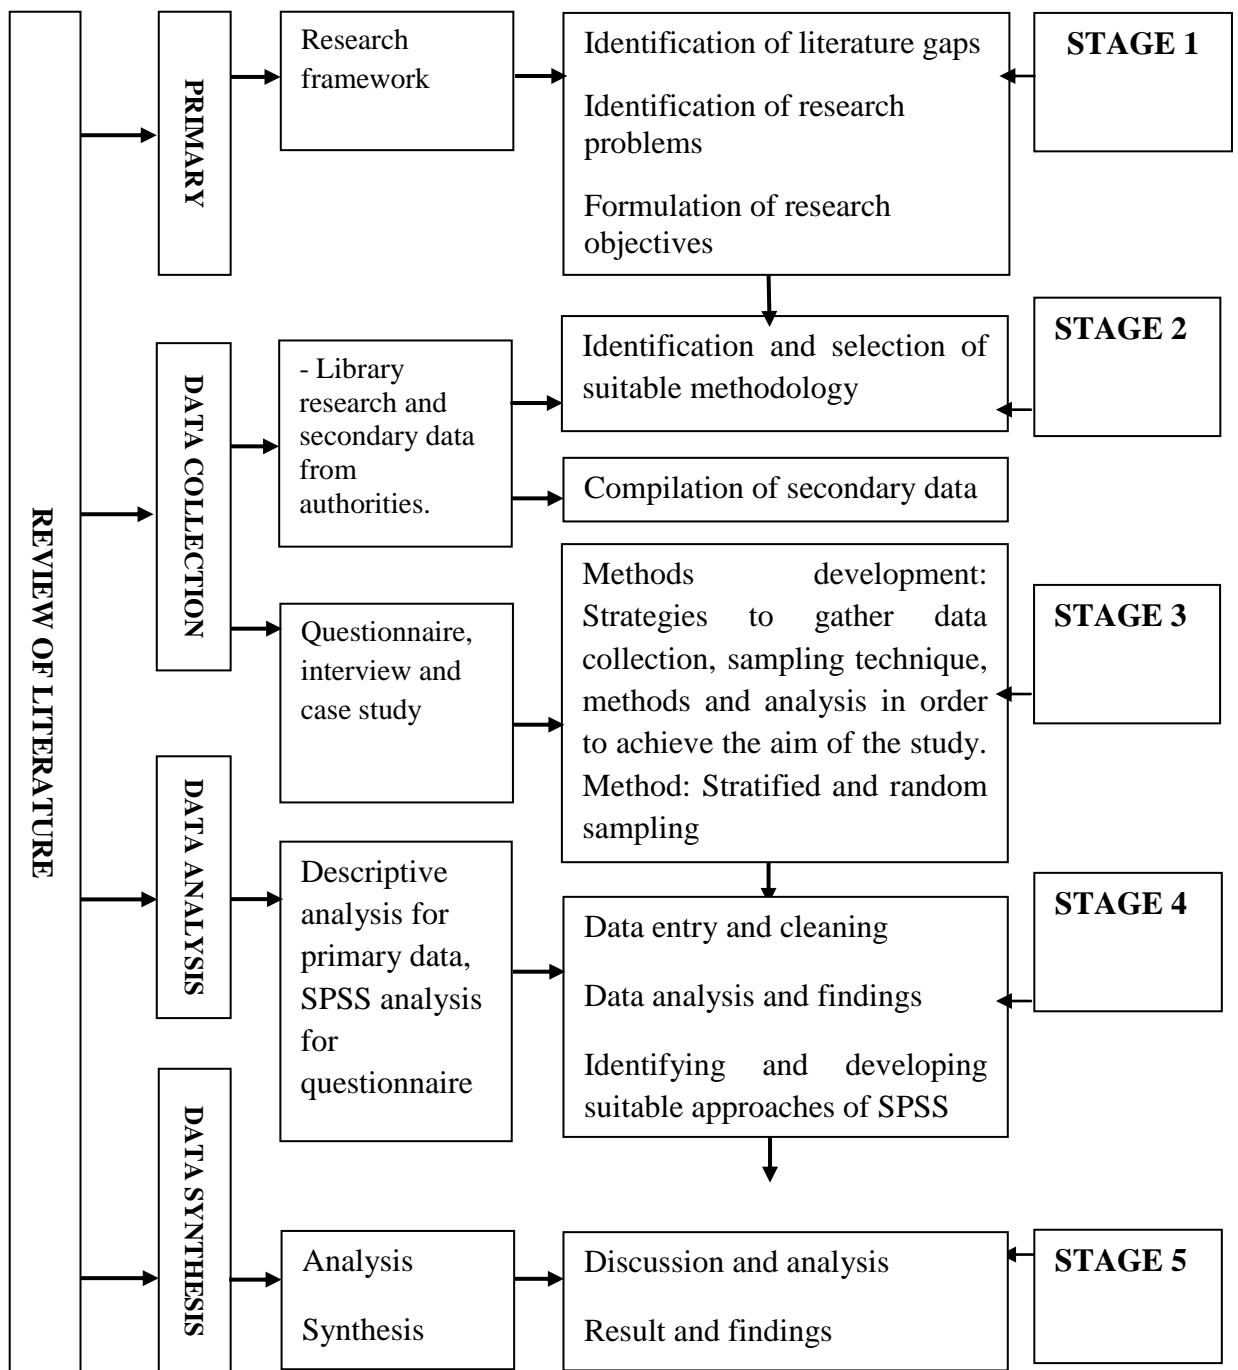 REVIEW OF LITERATURE
PRIMARY
Research
framework
Identification of literature gaps
Identification of research
problems
Formulation of research
objectives
STAGE 1
DATA COLLECTION
- Library
research and
secondary data
from
authorities.
Identification and selection of
suitable methodology
STAGE 2
Compilation of secondary data
Questionnaire,
interview and
case study
Methods development:
Strategies to gather data
collection, sampling technique,
methods and analysis in order
to achieve the aim of the study.
Method: Stratified and random
sampling
STAGE 3
DATA ANALYSIS
Descriptive
analysis for
primary data,
SPSS analysis
for
questionnaire
Data entry and cleaning
Data analysis and findings
Identifying and developing
suitable approaches of SPSS
STAGE 4
DATA SYNTHESIS
Analysis
Synthesis
Discussion and analysis
Result and findings
STAGE 5